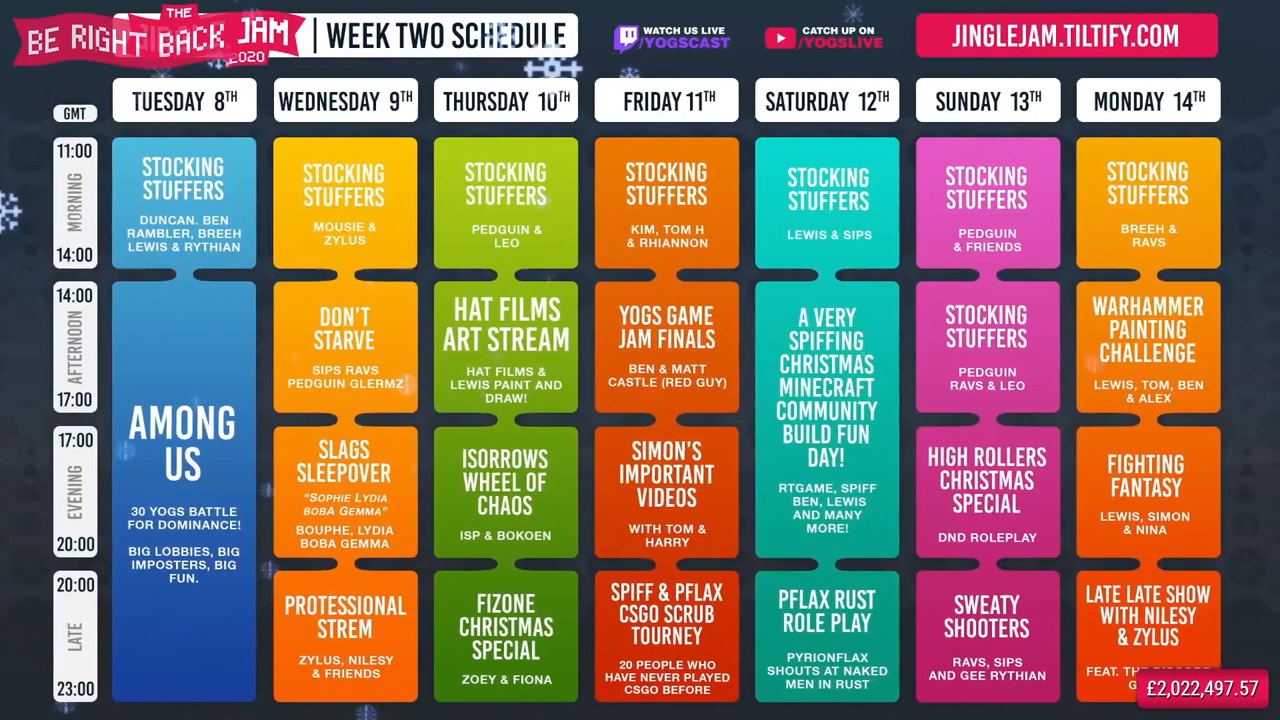 THE
BE RIGHT BACK JAM
2020
WEEK TWO SCHEDULE
WATCH US LIVE
/YOGSCAST
CATCH UP ON
/YOGSLIVE
JINGLEJAM.TILTIFY.COM
GMT
TUESDAY 8TH
WEDNESDAY 9TH
THURSDAY 10TH
FRIDAY 11TH
SATURDAY 12TH
SUNDAY 13TH
MONDAY 14TH
11:00
MORNING
14:00
STOCKING
STUFFERS
DUNCAN. BEN
RAMBLER, BREEH
LEWIS & RYTHIAN
STOCKING
STUFFERS
MOUSIE &
ZYLUS
STOCKING
STUFFERS
PEDGUIN &
LEO
STOCKING
STUFFERS
KIM, TOM H
& RHIANNON
STOCKING
STUFFERS
LEWIS & SIPS
STOCKING
STUFFERS
PEDGUIN
& FRIENDS
STOCKING
STUFFERS
BREEH &
RAVS
14:00
AFTERNOON
17:00
AMONG
US
30 YOGS BATTLE
FOR DOMINANCE!
BIG LOBBIES, BIG
IMPOSTERS, BIG
FUN.
DON'T
STARVE
SIPS RAVS
PEDGUIN GLERMZ
HAT FILMS
ART STREAM
HAT FILMS &
LEWIS PAINT AND
DRAW!
YOGS GAME
JAM FINALS
BEN & MATT
CASTLE (RED GUY)
A VERY
SPIFFING
CHRISTMAS
MINECRAFT
COMMUNITY
BUILD FUN
DAY!
RTGAME, SPIFF
BEN, LEWIS
AND MANY
MORE!
STOCKING
STUFFERS
PEDGUIN
RAVS & LEO
WARHAMMER
PAINTING
CHALLENGE
LEWIS, TOM, BEN
& ALEX
17:00
EVENING
20:00
SLAGS
SLEEPOVER
"SOPHIE LYDIA
BOBA GEMMA"
BOUPHE, LYDIA
BOBA GEMMA
ISORROWS
WHEEL OF
CHAOS
ISP & BOKOEN
SIMON'S
IMPORTANT
VIDEOS
WITH TOM &
HARRY
HIGH ROLLERS
CHRISTMAS
SPECIAL
DND ROLEPLAY
FIGHTING
FANTASY
LEWIS, SIMON
& NINA
20:00
LATE
23:00
PROTESSIONAL
STREM
ZYLUS, NILESY
& FRIENDS
FIZONE
CHRISTMAS
SPECIAL
ZOEY & FIONA
SPIFF & PFLAX
CSGO SCRUB
TOURNEY
20 PEOPLE WHO
HAVE NEVER PLAYED
CSGO BEFORE
PFLAX RUST
ROLE PLAY
PYRIONFLAX
SHOUTS AT NAKED
MEN IN RUST
SWEATY
SHOOTERS
RAVS, SIPS
AND GEE RYTHIAN
LATE LATE SHOW
WITH NILESY
& ZYLUS
FEAT.
£2,022,497.57